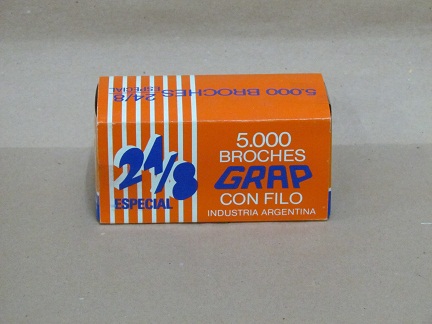 5.000 BROCHES
24/8
ESPECIAL
24/8
ESPECIAL
5.000
BROCHES
GRAP
CON FILO
INDUSTRIA ARGENTINA